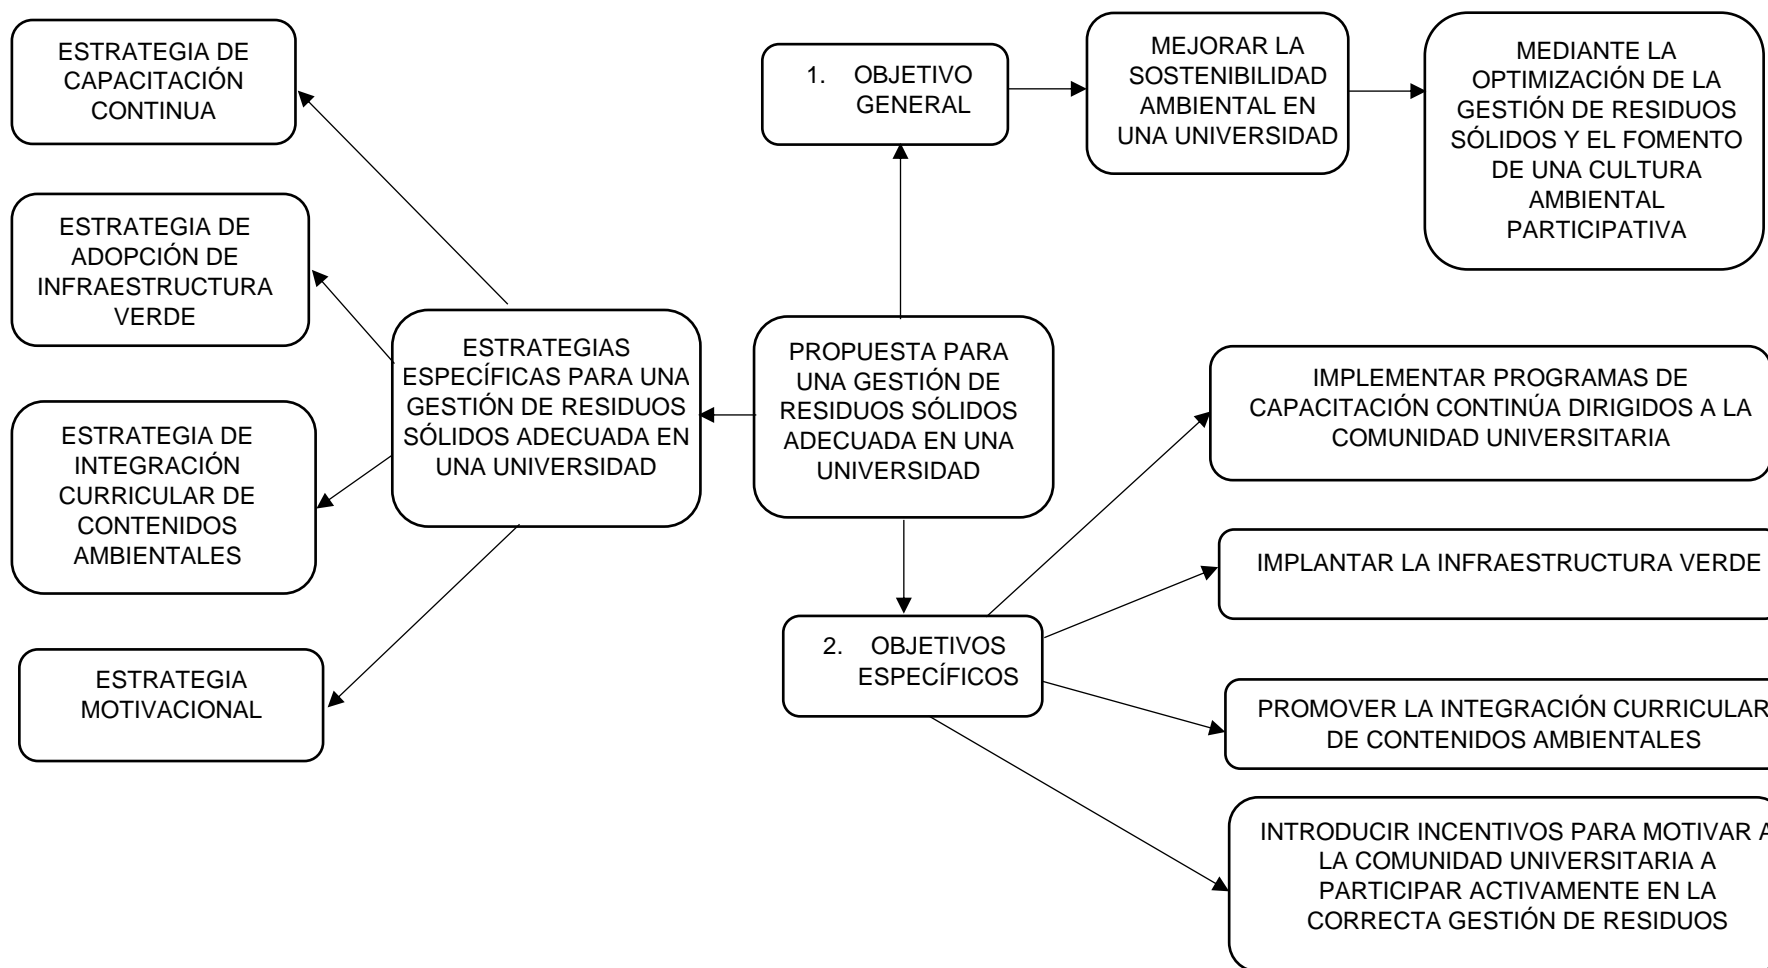 ESTRATEGIA DE
CAPACITACIÓN
CONTINUA
ESTRATEGIA DE
ADOPCIÓN DE
INFRAESTRUCTURA
VERDE
ESTRATEGIA DE
INTEGRACIÓN
CURRICULAR DE
CONTENIDOS
AMBIENTALES
ESTRATEGIA
MOTIVACIONAL
ESTRATEGIAS
ESPECÍFICAS PARA UNA
GESTIÓN DE RESIDUOS
SÓLIDOS ADECUADA EN
UNA UNIVERSIDAD
PROPUESTA PARA
UNA GESTIÓN DE
RESIDUOS SÓLIDOS
ADECUADA EN UNA
UNIVERSIDAD
1. OBJETIVO
GENERAL
MEJORAR LA
SOSTENIBILIDAD
AMBIENTAL EN
UNA UNIVERSIDAD
MEDIANTE LA
OPTIMIZACIÓN DE LA
GESTIÓN DE RESIDUOS
SÓLIDOS Y EL FOMENTO
DE UNA CULTURA
AMBIENTAL
PARTICIPATIVA
2. OBJETIVOS
ESPECÍFICOS
IMPLEMENTAR PROGRAMAS DE
CAPACITACIÓN CONTINÚA DIRIGIDOS A LA
COMUNIDAD UNIVERSITARIA
IMPLANTAR LA INFRAESTRUCTURA VERDE
PROMOVER LA INTEGRACIÓN CURRICULAR
DE CONTENIDOS AMBIENTALES
INTRODUCIR INCENTIVOS PARA MOTIVAR A
LA COMUNIDAD UNIVERSITARIA A
PARTICIPAR ACTIVAMENTE EN LA
CORRECTA GESTIÓN DE RESIDUOS